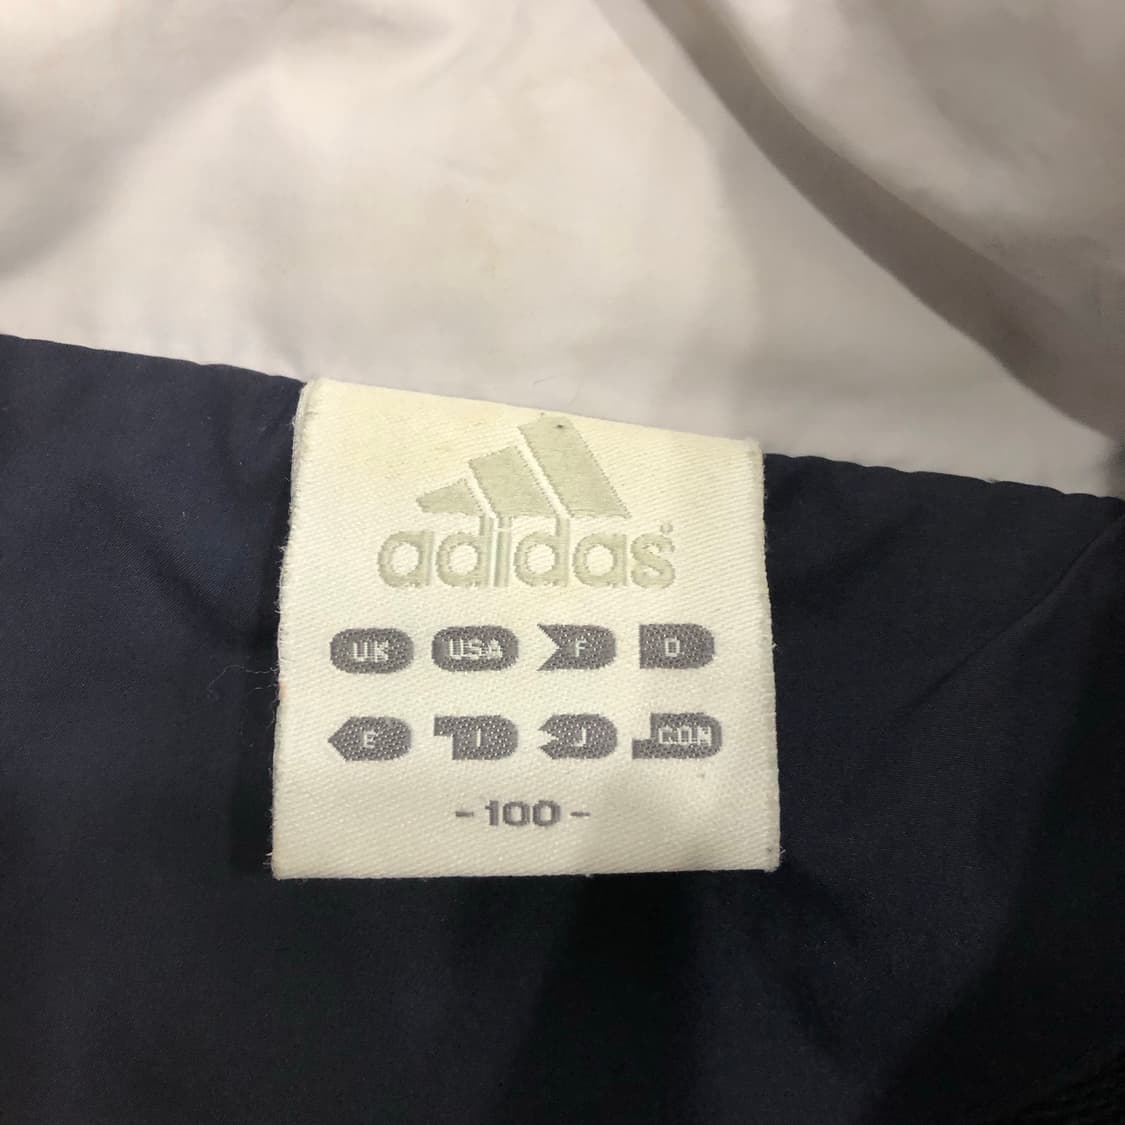 adidas®
UK USA F D
E I J CON
- 100 -